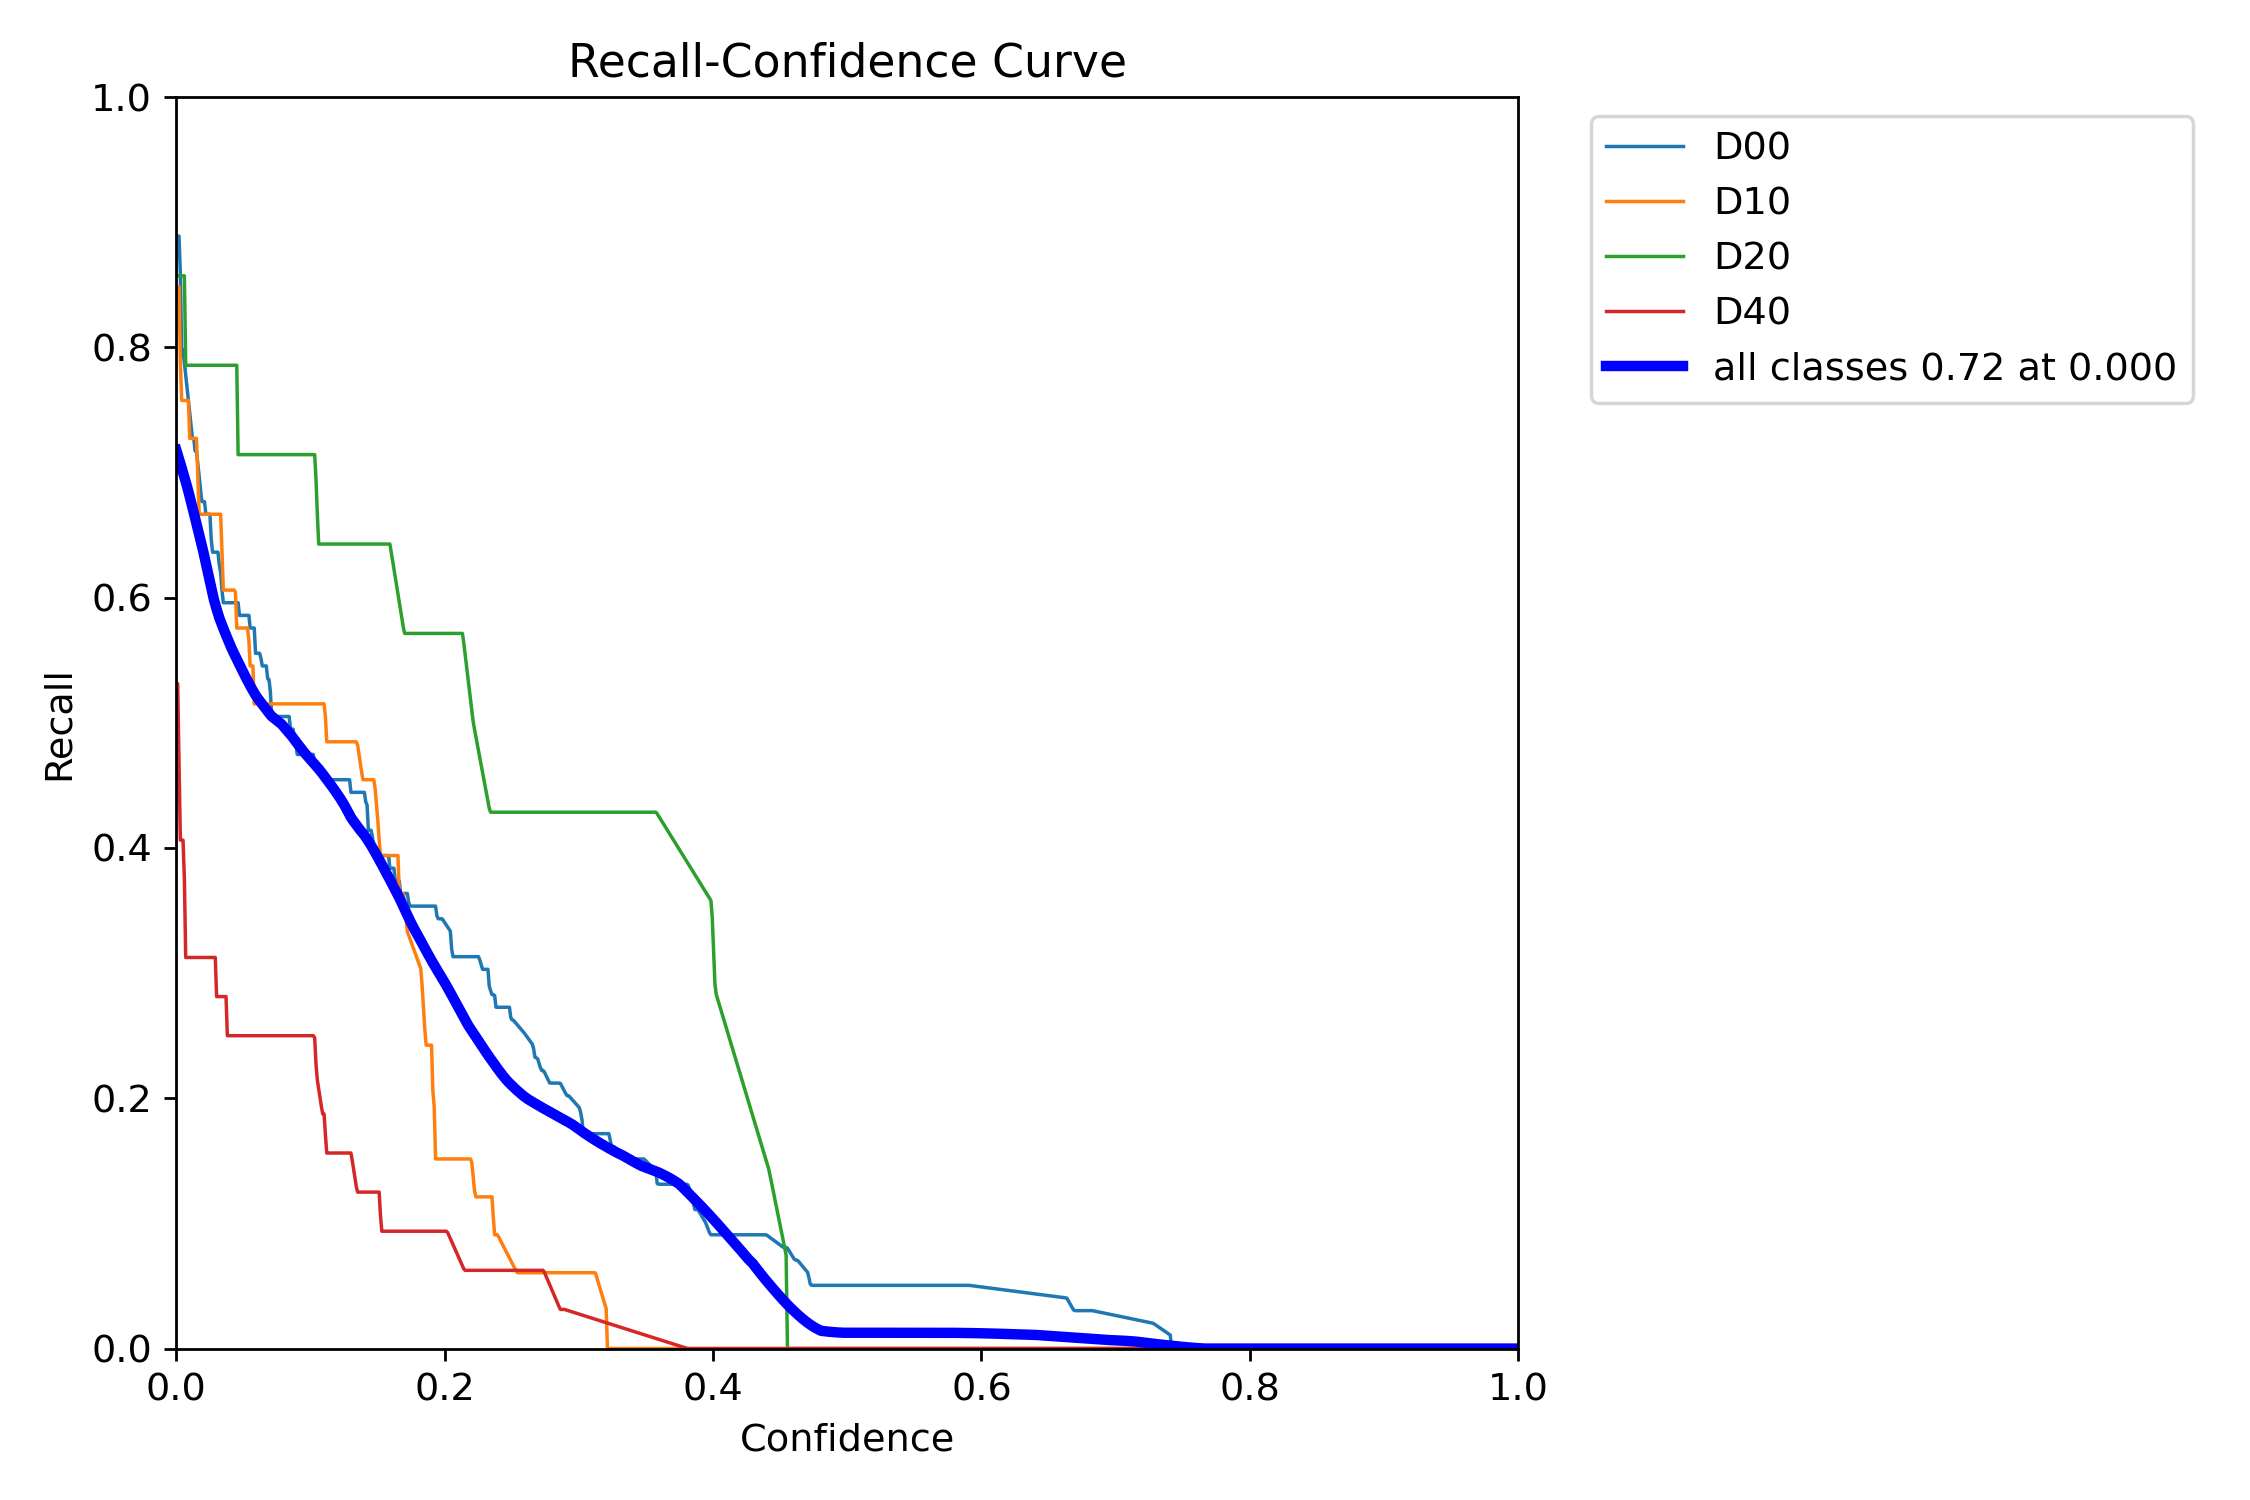 Recall-Confidence Curve
1.0
0.8
0.6
0.4
0.2
0.0
Recall
0.0 0.2 0.4 0.6 0.8 1.0
Confidence
D00
D10
D20
D40
all classes 0.72 at 0.000